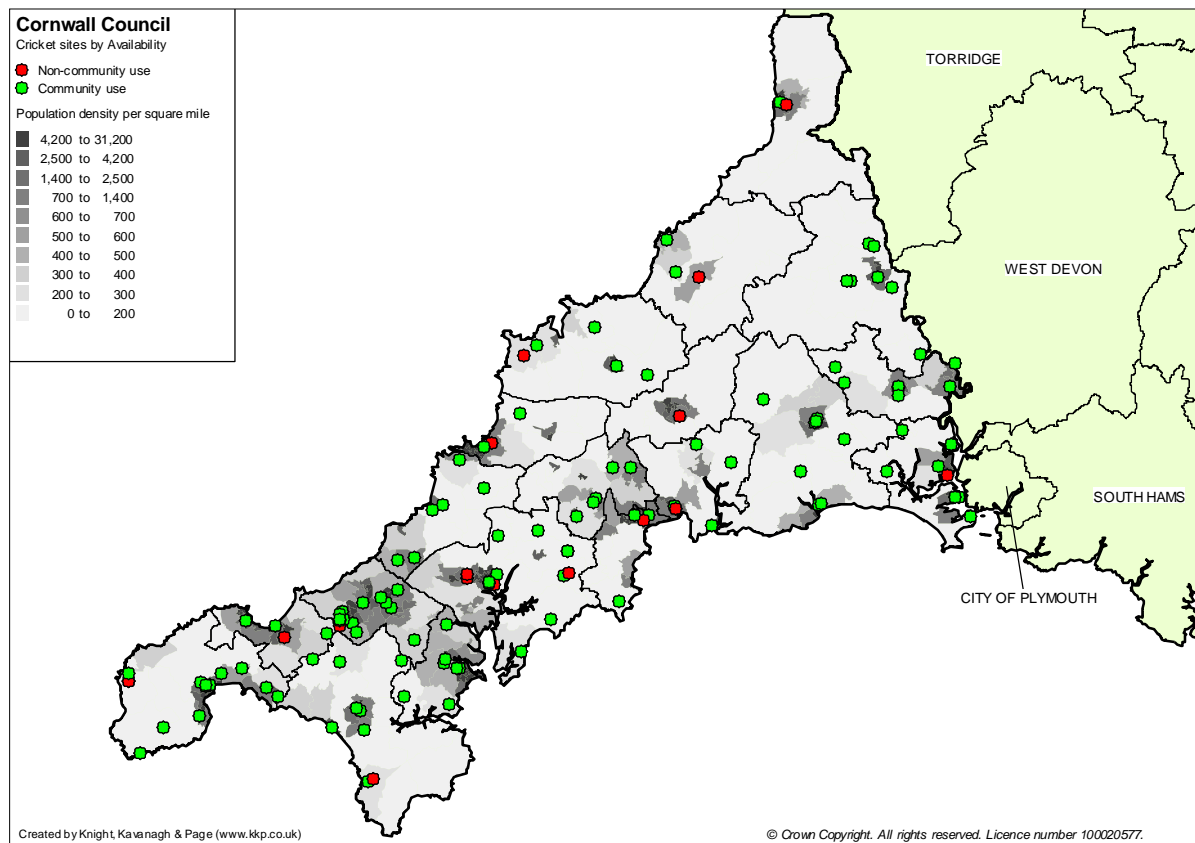 Cornwall Council
Cricket sites by Availability
Non-community use
Community use
Population density per square mile
4,200 to 31,200
2,500 to 4,200
1,400 to 2,500
700 to 1,400
600 to 700
500 to 600
400 to 500
300 to 400
200 to 300
0 to 200
TORRIDGE
WEST DEVON
SOUTH HAMS
CITY OF PLYMOUTH
Created by Knight, Kavanagh & Page (www.kkp.co.uk)
© Crown Copyright. All rights reserved. Licence number 100020577.